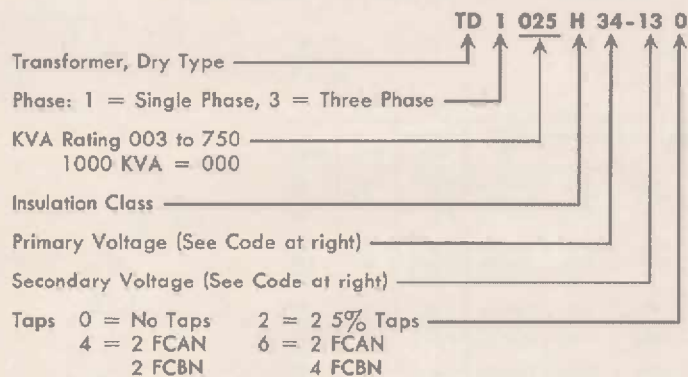 TD 1 025 H 34-13 0
Transformer, Dry Type
Phase: 1 = Single Phase, 3 = Three Phase
KVA Rating 003 to 750
1000 KVA = 000
Insulation Class
Primary Voltage (See Code at right)
Secondary Voltage (See Code at right)
Taps 0 = No Taps 2 = 2 5% Taps
4 = 2 FCAN 6 = 2 FCAN
2 FCBN 4 FCBN